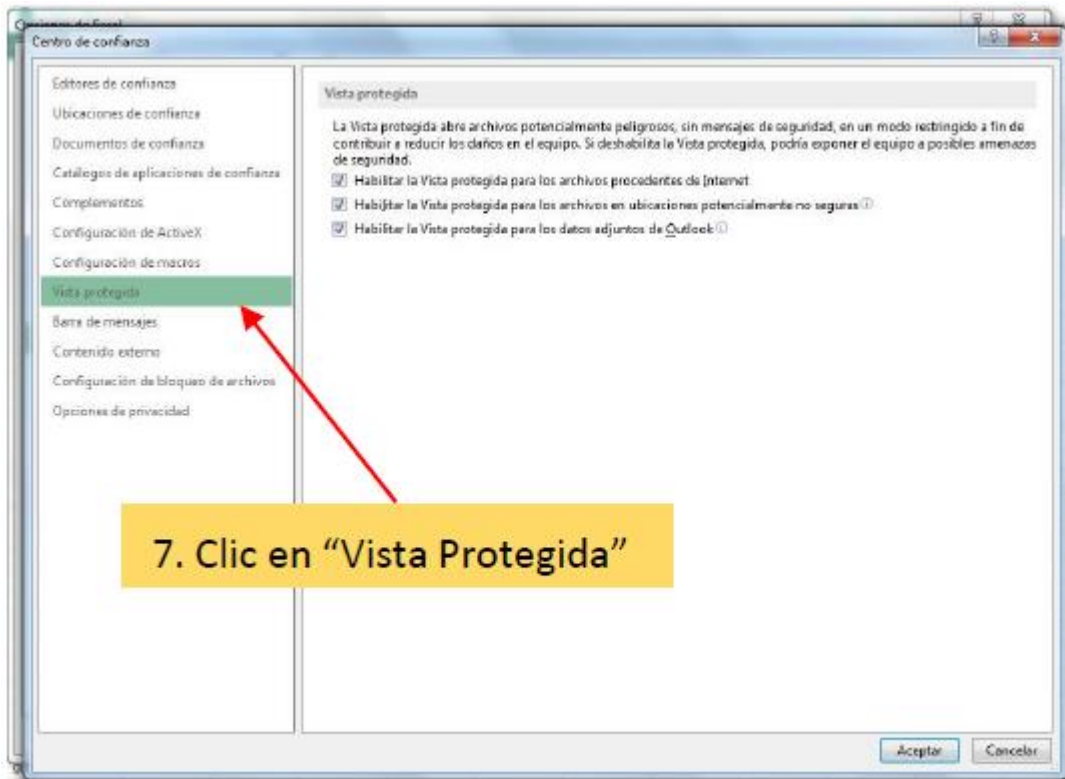 Opciones de Excel
Centro de confianza
Editores de confianza
Ubicaciones de confianza
Documentos de confianza
Catálogos de aplicaciones de confianza
Complementos
Configuración de ActiveX
Configuración de macros
Vista protegida
Barra de mensajes
Contenido externo
Configuración de bloqueo de archivos
Opciones de privacidad
Vista protegida
La Vista protegida abre archivos potencialmente peligrosos, sin mensajes de seguridad, en un modo restringido a fin de
contribuir a reducir los daños en el equipo. Si deshabilita la Vista protegida, podría exponer el equipo a posibles amenazas
de seguridad.
Habilitar la Vista protegida para los archivos procedentes de Internet
Habilitar la Vista protegida para los archivos en ubicaciones potencialmente no seguras
Habilitar la Vista protegida para los datos adjuntos de Outlook
7. Clic en “Vista Protegida”
Aceptar
Cancelar